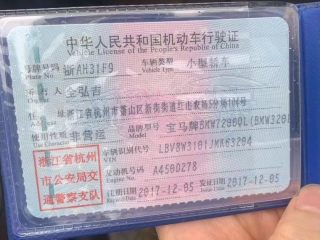 中华人民共和国机动车行驶证
Vehicle License of the People's Republic of China
号牌号码 浙AH31F9 车辆类型 小型轿车
Plate No. Vehicle Type
所有人 金弘吉
浙江省杭州市萧山区新街街道红
使用性质 非营运 品牌型号 宝马牌BMW7200QL(BMW320
Use Character Model
浙江省杭州 车辆识别代号 LBV8W3101JMK63204
VIN
市公安局交 发动机号码 A450D278
Engine No.
通警察支队 注册日期 2017-12-05 发证日期 2017-12-05
Register Date Issue Date